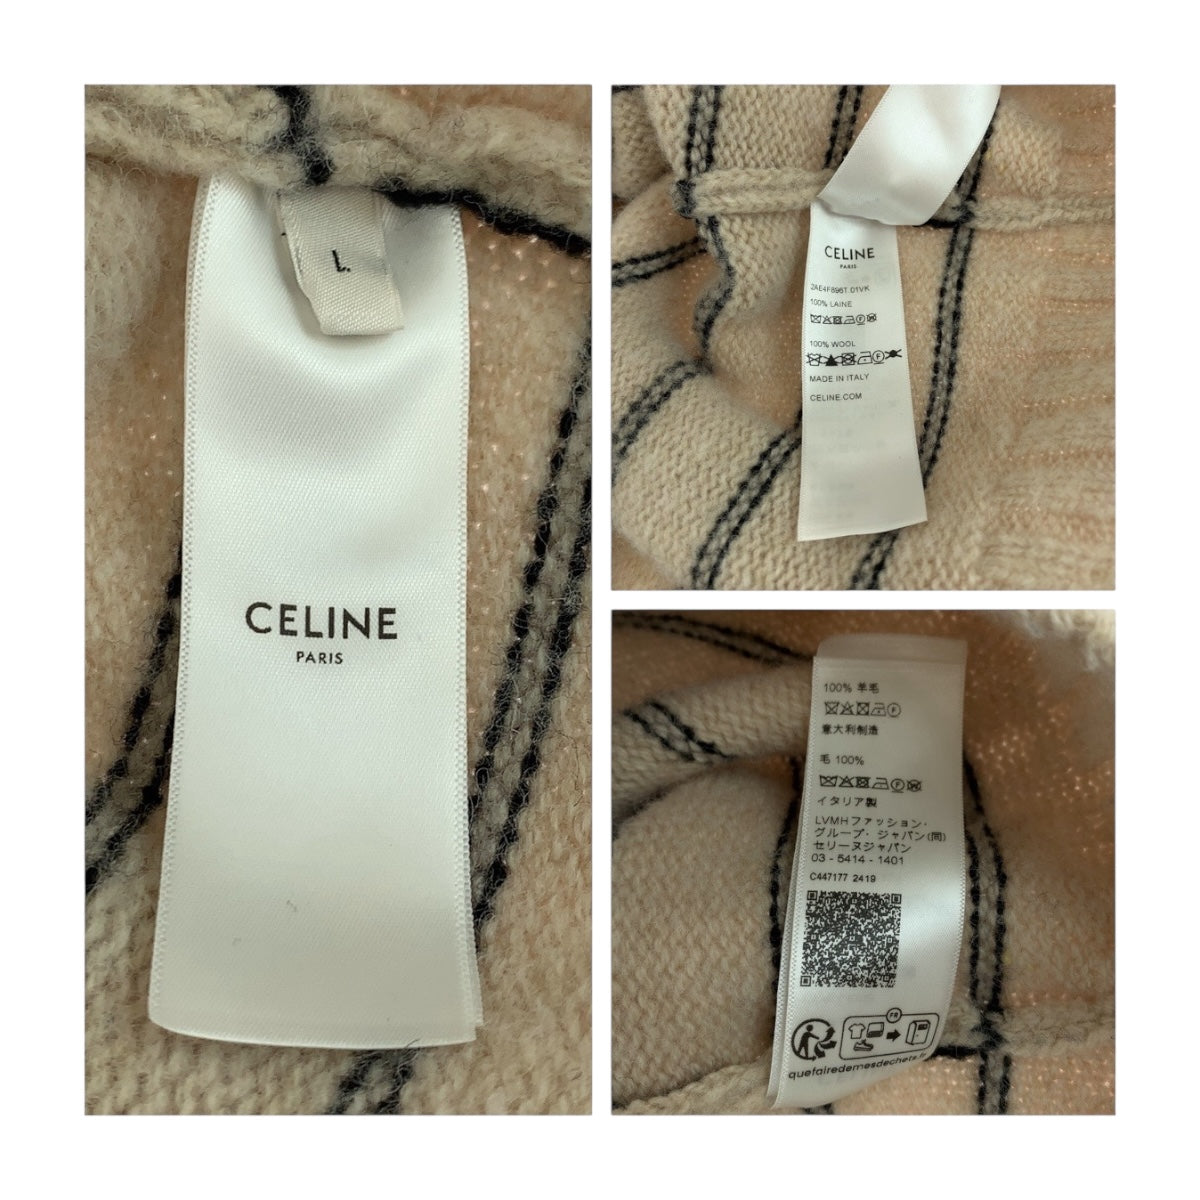 L.
CELINE
PARIS
CELINE
PARIS
2AE4F896T.01VK
100% LAINE
100% WOOL
MADE IN ITALY
CELINE.COM
100% 羊毛
意大利制造
毛 100%
イタリア製
LVMHファッション・
グループ・ジャパン(同)
セリーヌジャパン
03 - 5414 - 1401
C447177 2419
FR
quefairedemesdechets.fr